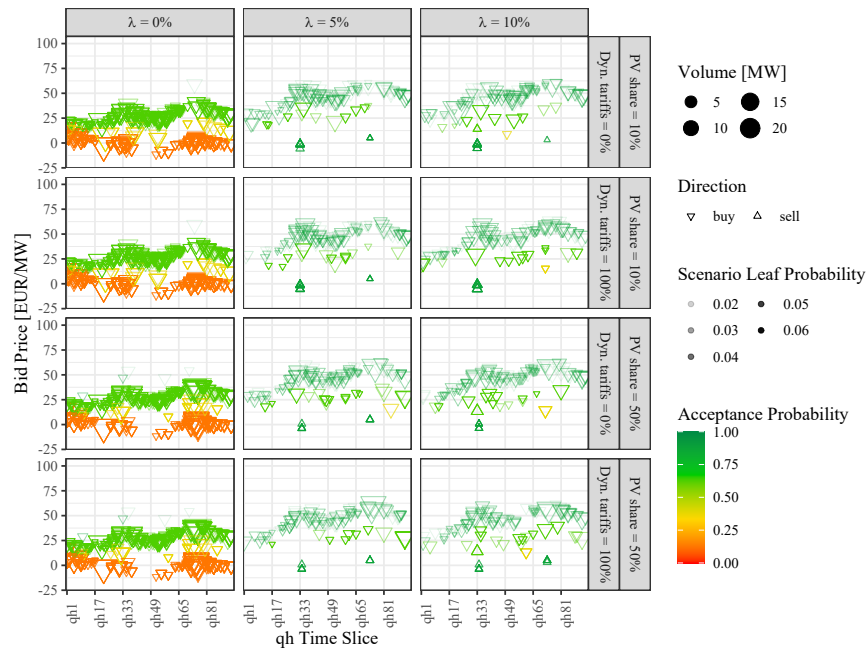 λ = 0%
λ = 5%
λ = 10%
Bid Price [EUR/MW]
100
75
50
25
0
-25
Dyn. tariffs = 0%
PV share = 10%
100
75
50
25
0
-25
Dyn. tariffs = 100%
PV share = 10%
100
75
50
25
0
-25
Dyn. tariffs = 0%
PV share = 50%
100
75
50
25
0
-25
Dyn. tariffs = 100%
PV share = 50%
qh1
qh17
qh33
qh49
qh65
qh81
qh1
qh17
qh33
qh49
qh65
qh81
qh1
qh17
qh33
qh49
qh65
qh81
qh Time Slice
Volume [MW]
5
15
10
20
Direction
buy
sell
Scenario Leaf Probability
0.02
0.05
0.03
0.06
0.04
Acceptance Probability
1.00
0.75
0.50
0.25
0.00